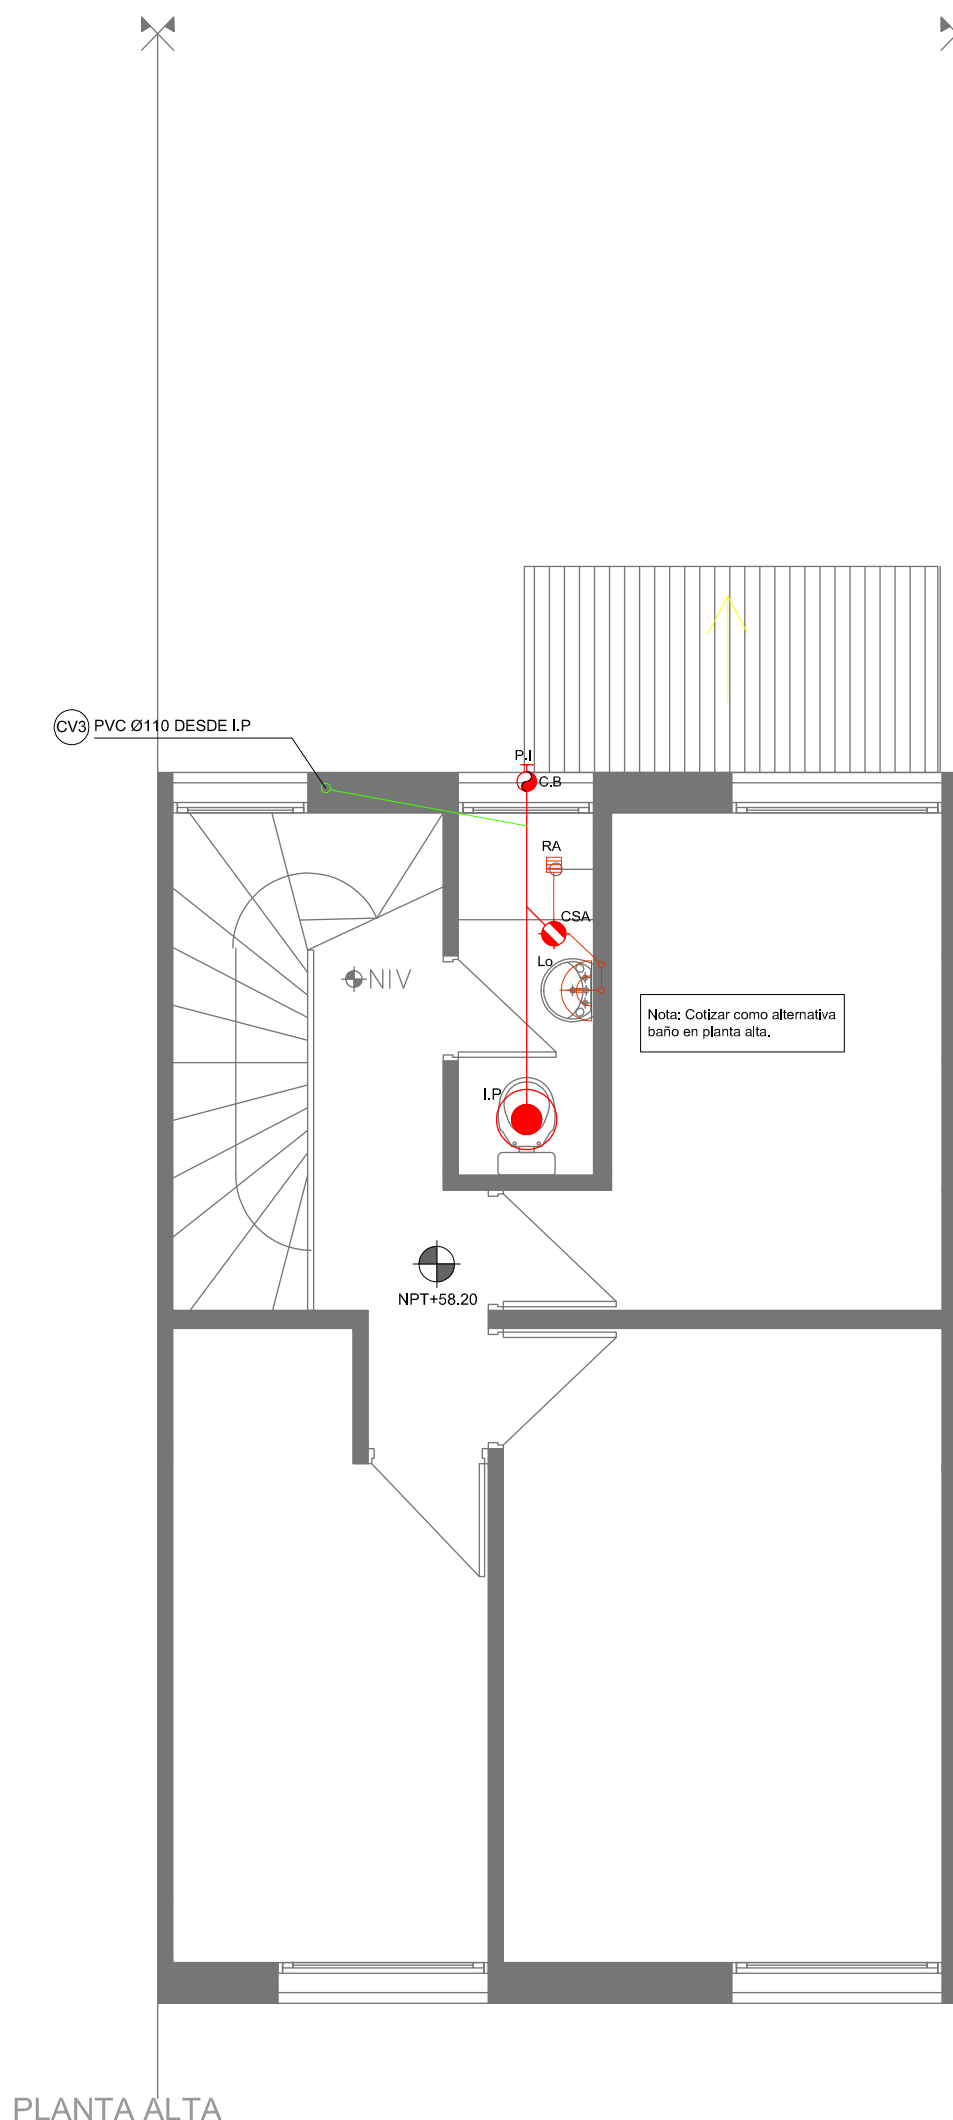 CV3 PVC Ø110 DESDE I.P
P.I
C.B
RA
CSA
Lo
NIV
Nota: Cotizar como alternativa
baño en planta alta.
I.P
NPT+58.20
PLANTA ALTA